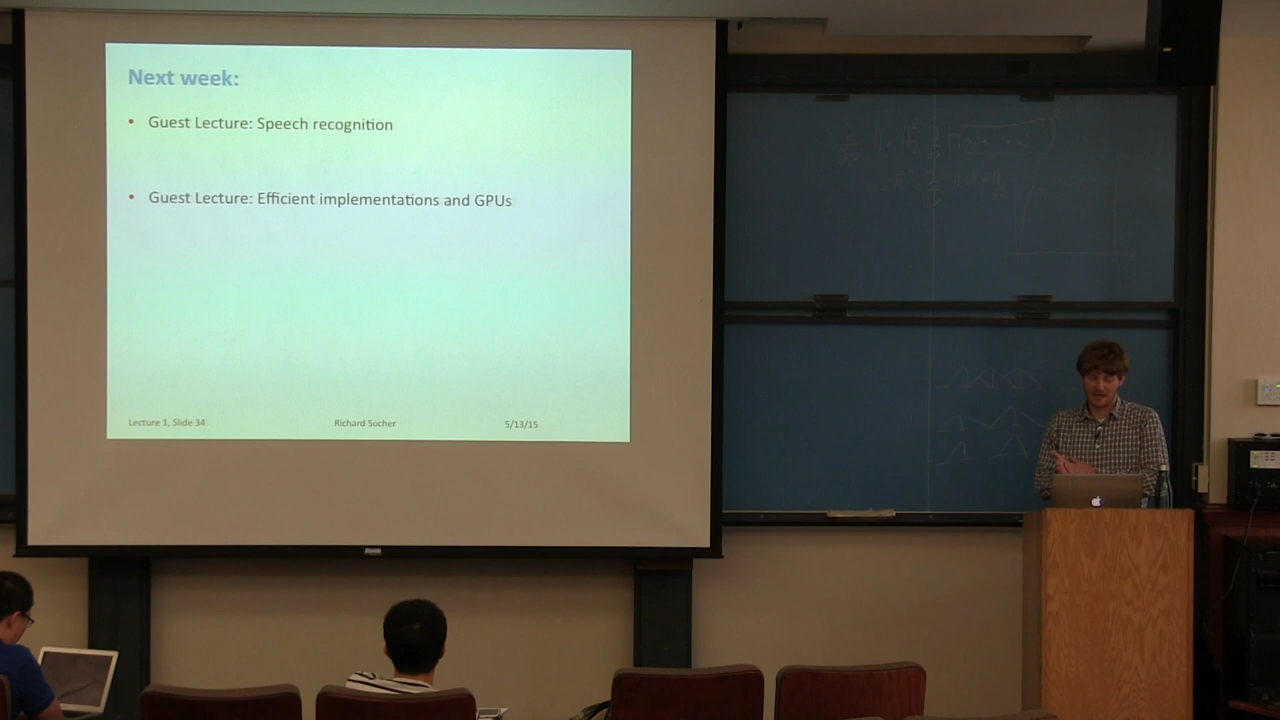 Next week:
• Guest Lecture: Speech recognition
• Guest Lecture: Efficient implementations and GPUs
Lecture 1, Slide 34
Richard Socher
5/13/15